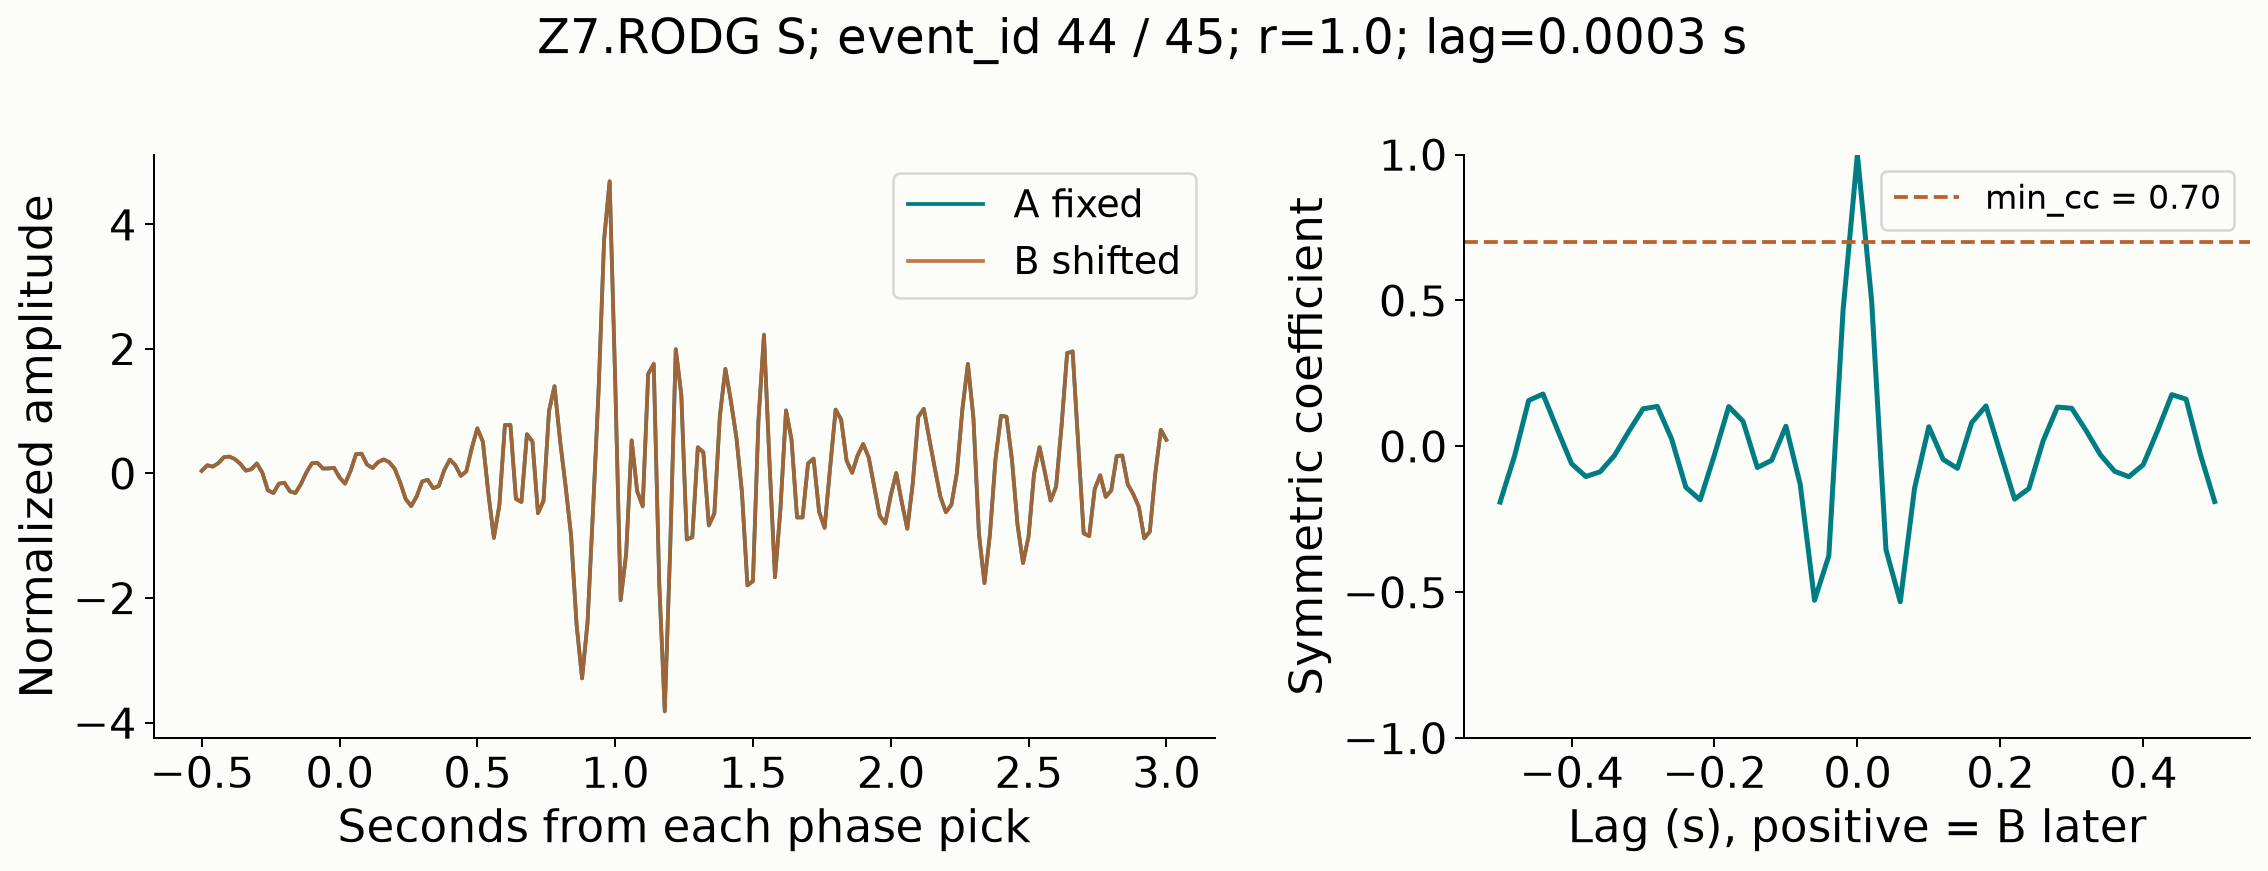 Z7.RODG S; event_id 44 / 45; r=1.0; lag=0.0003 s
Normalized amplitude
4
2
0
−2
−4
A fixed
B shifted
−0.5 0.0 0.5 1.0 1.5 2.0 2.5 3.0
Seconds from each phase pick
Symmetric coefficient
1.0
0.5
0.0
−0.5
−1.0
min_cc = 0.70
−0.4 −0.2 0.0 0.2 0.4
Lag (s), positive = B later